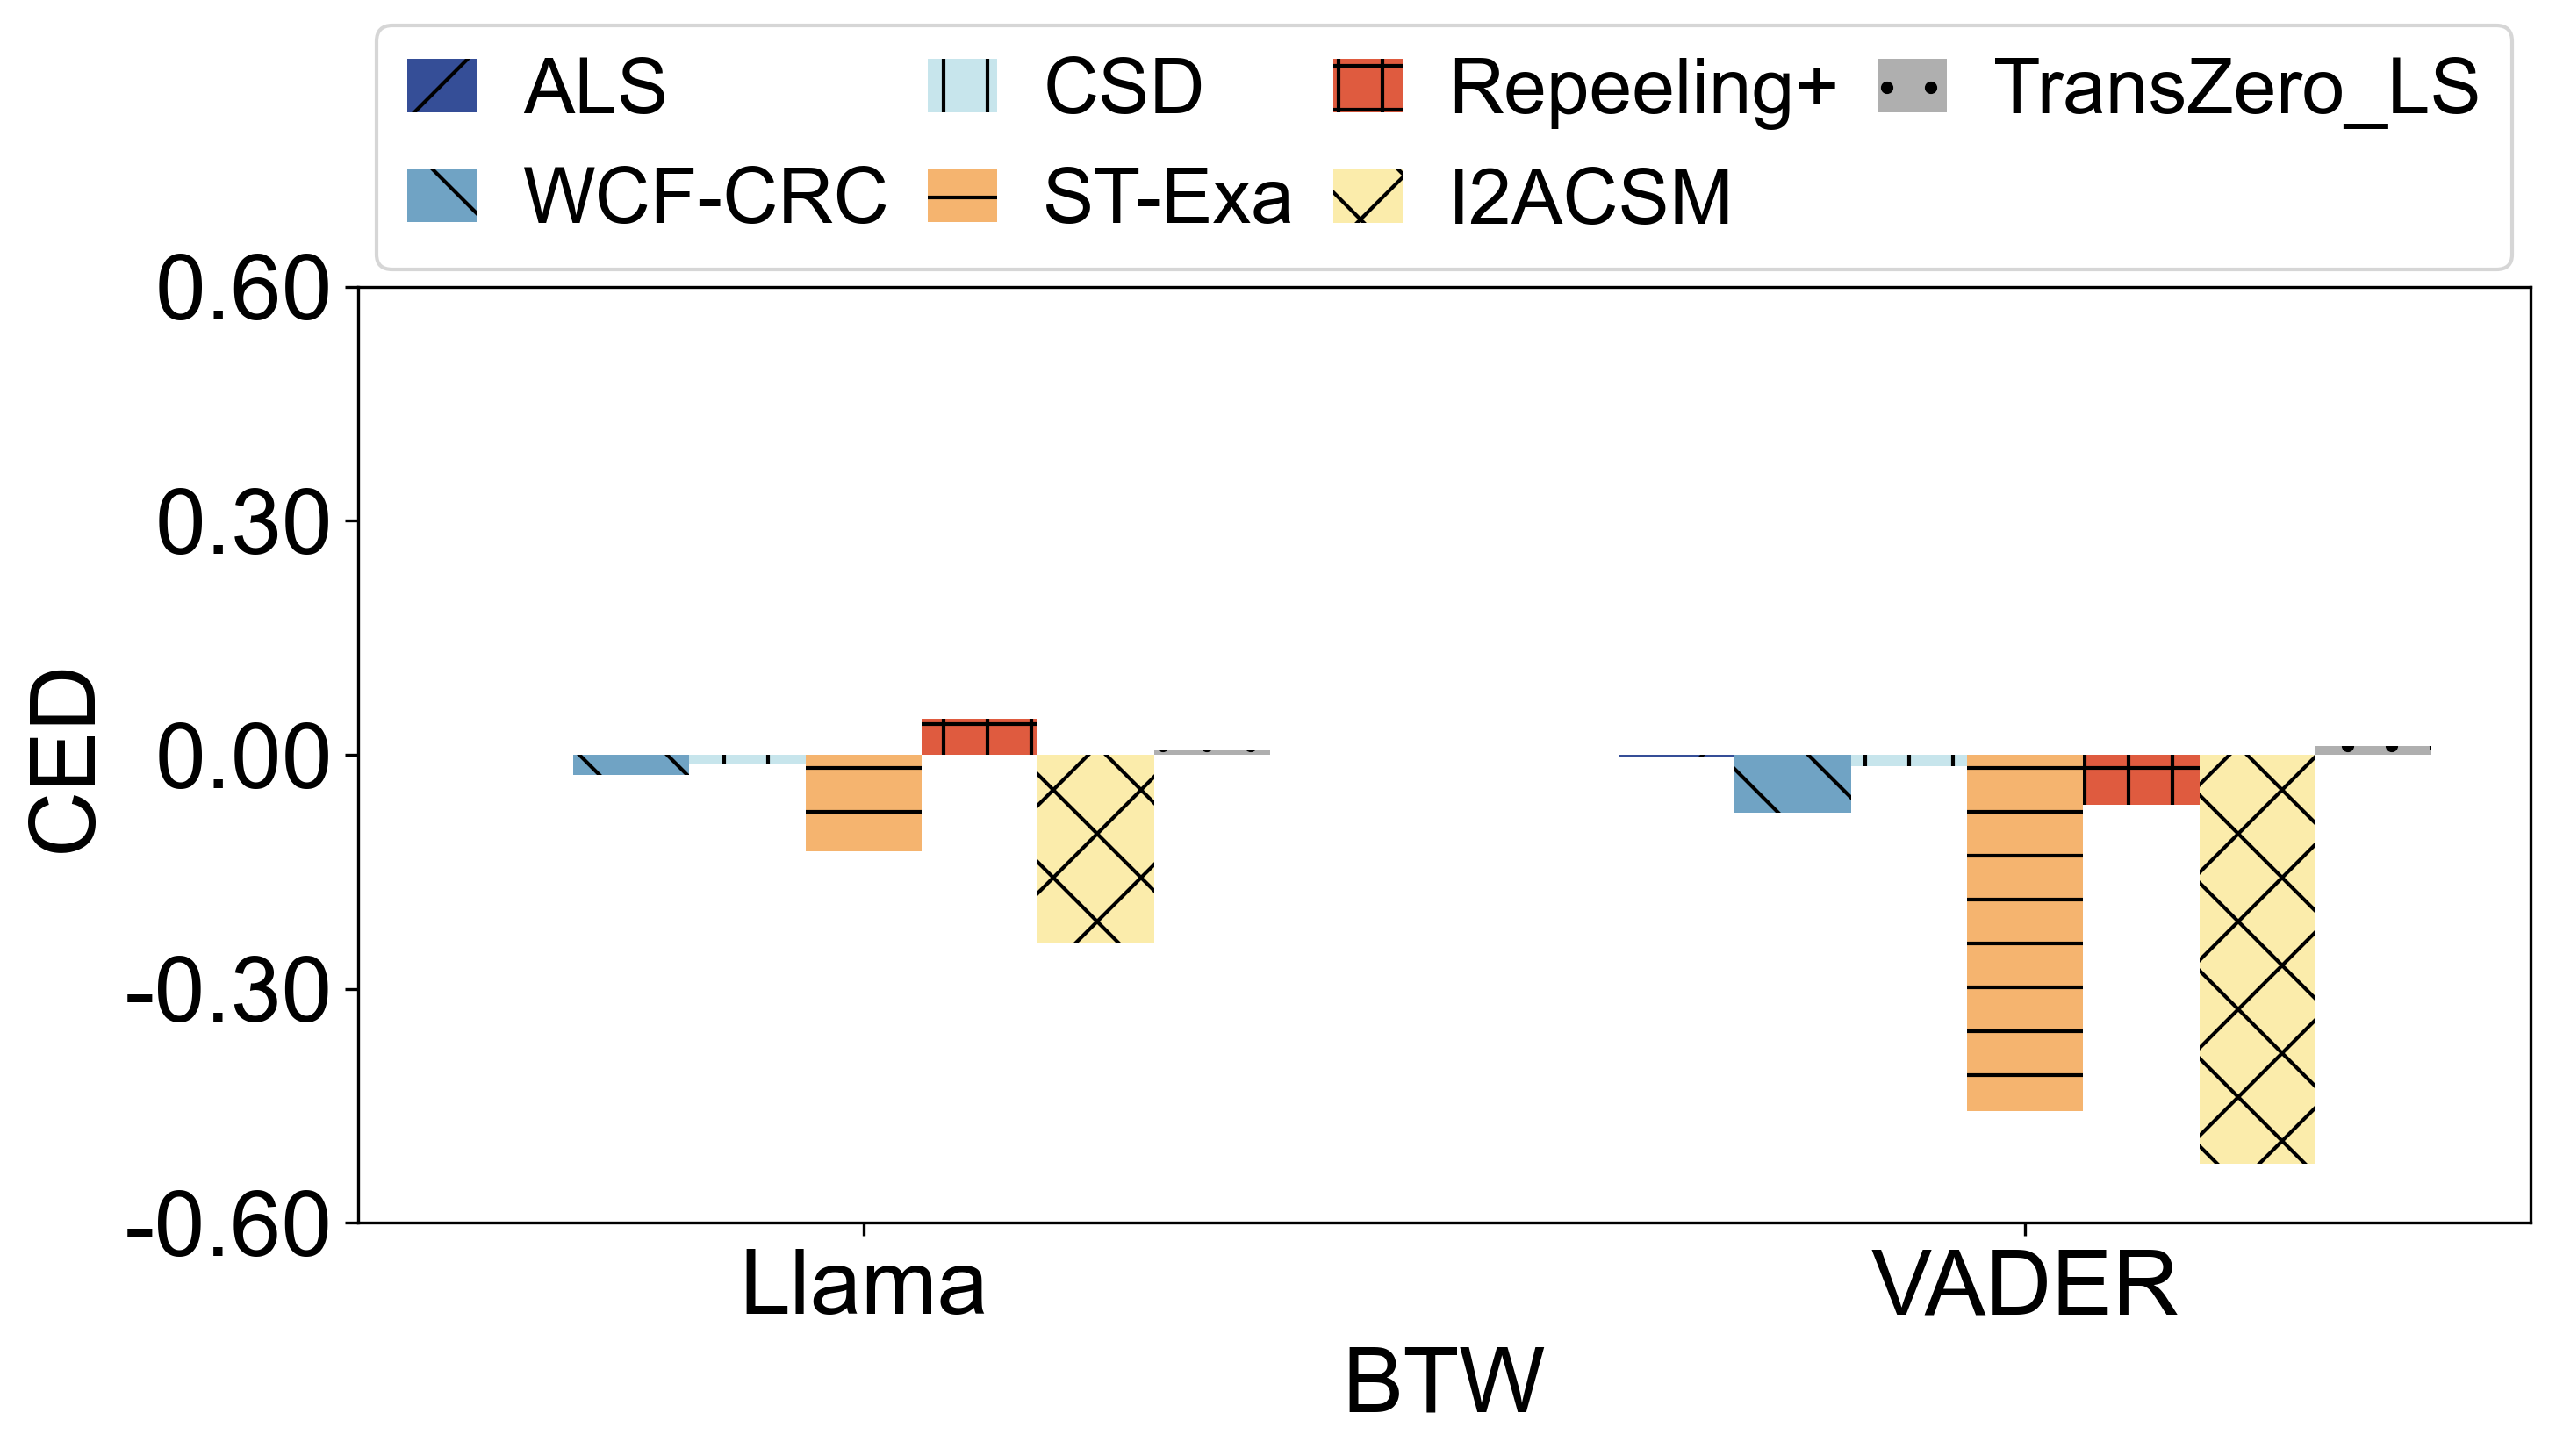 ALS CSD Repeeling+ TransZero_LS
WCF-CRC ST-Exa I2ACSM
0.60
0.30
0.00
-0.30
-0.60
CED
Llama VADER
BTW